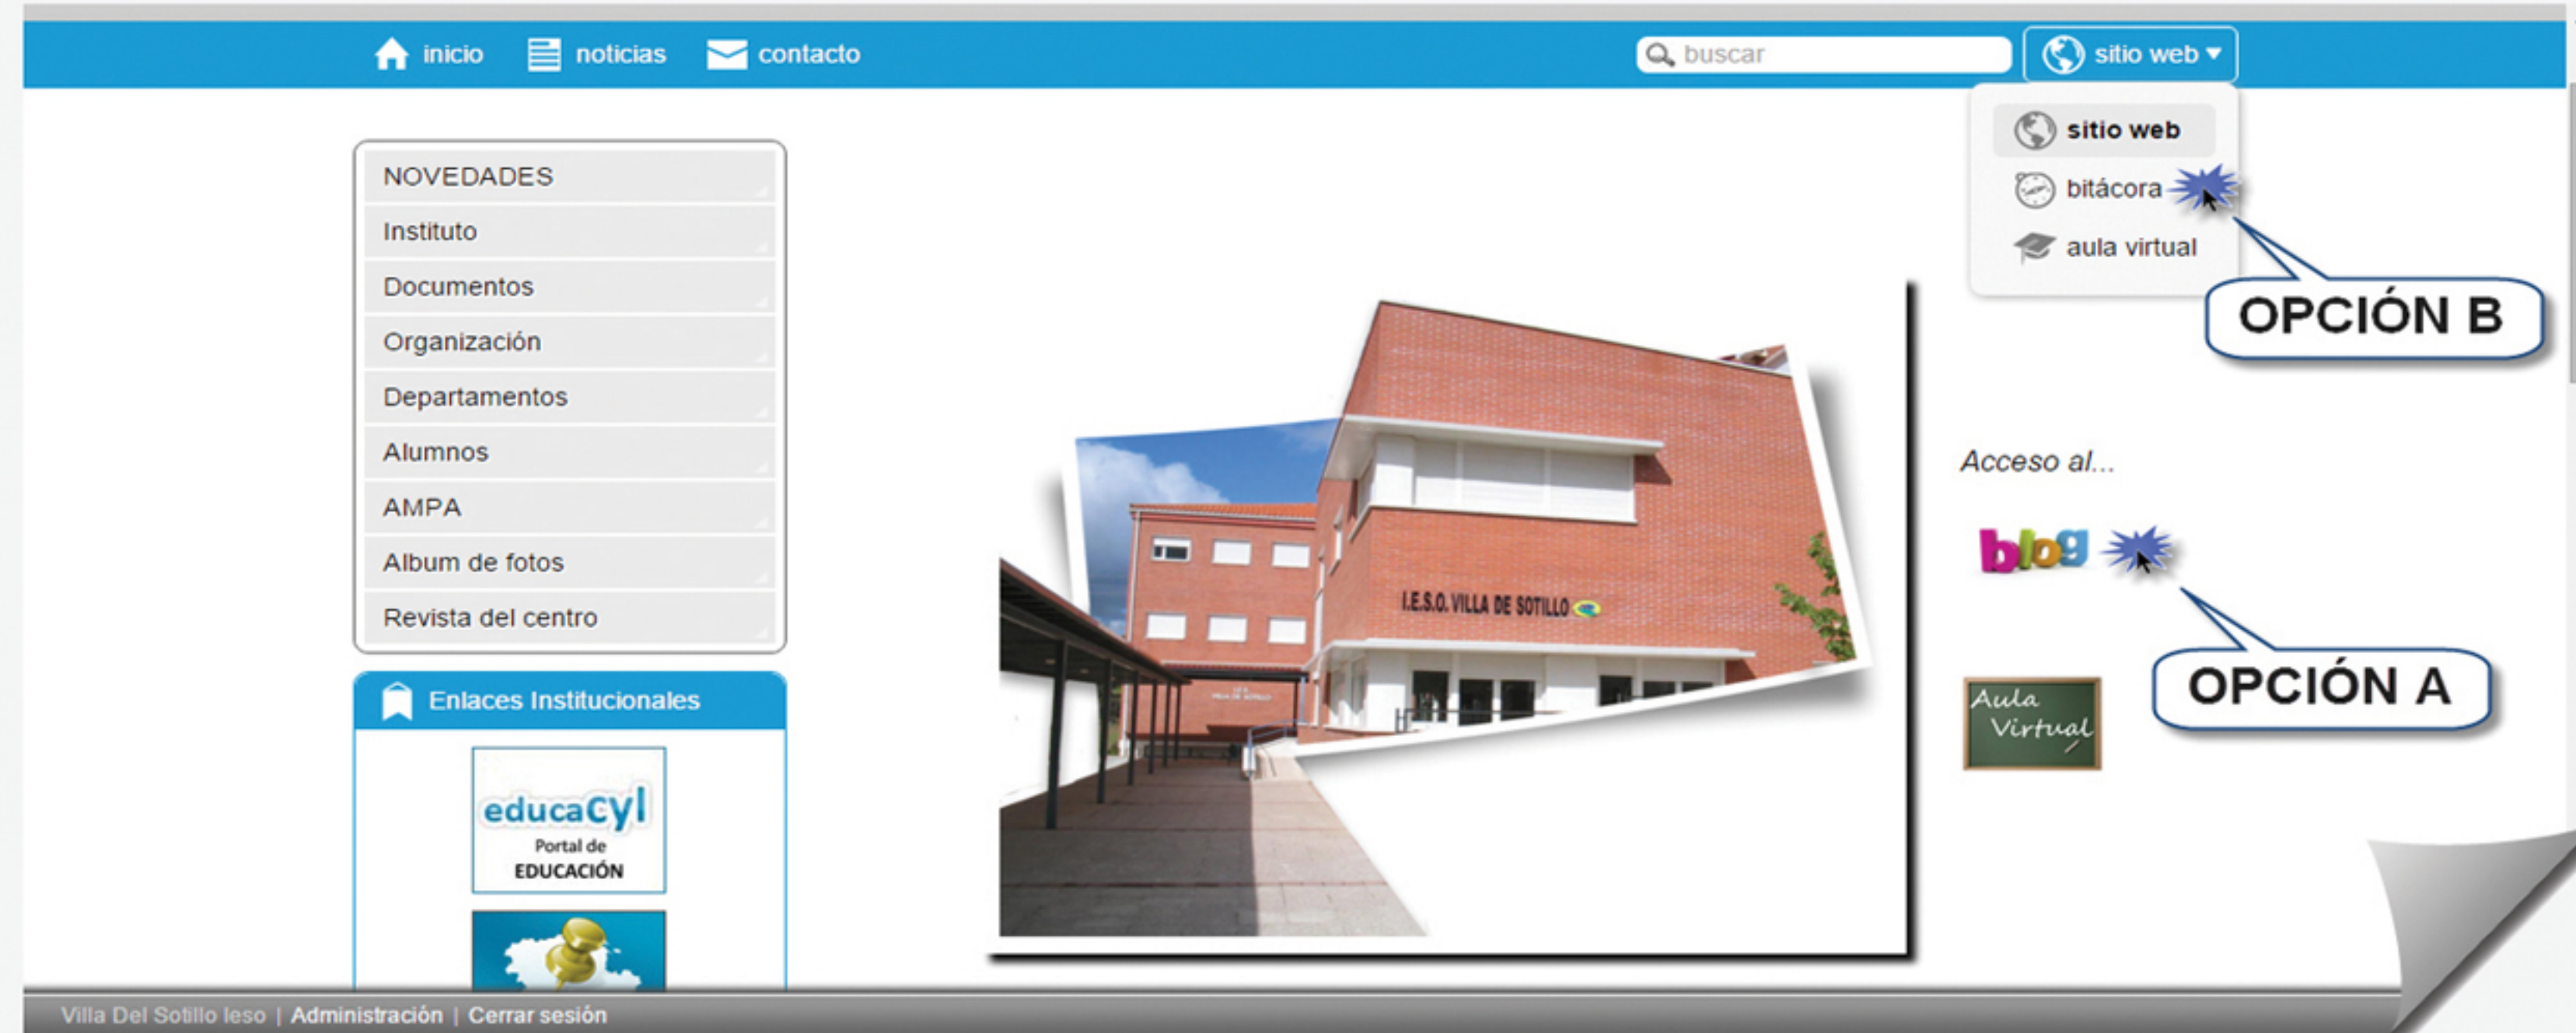 inicio noticias contacto buscar sitio web
sitio web
bitácora
aula virtual
OPCIÓN B
NOVEDADES
Instituto
Documentos
Organización
Departamentos
Alumnos
AMPA
Album de fotos
Revista del centro
Enlaces Institucionales
educacyl
Portal de
EDUCACIÓN
I.E.S.O. VILLA DE SOTILLO
Acceso al...
blog
OPCIÓN A
Aula
Virtual
Villa Del Sotillo Ieso | Administración | Cerrar sesión